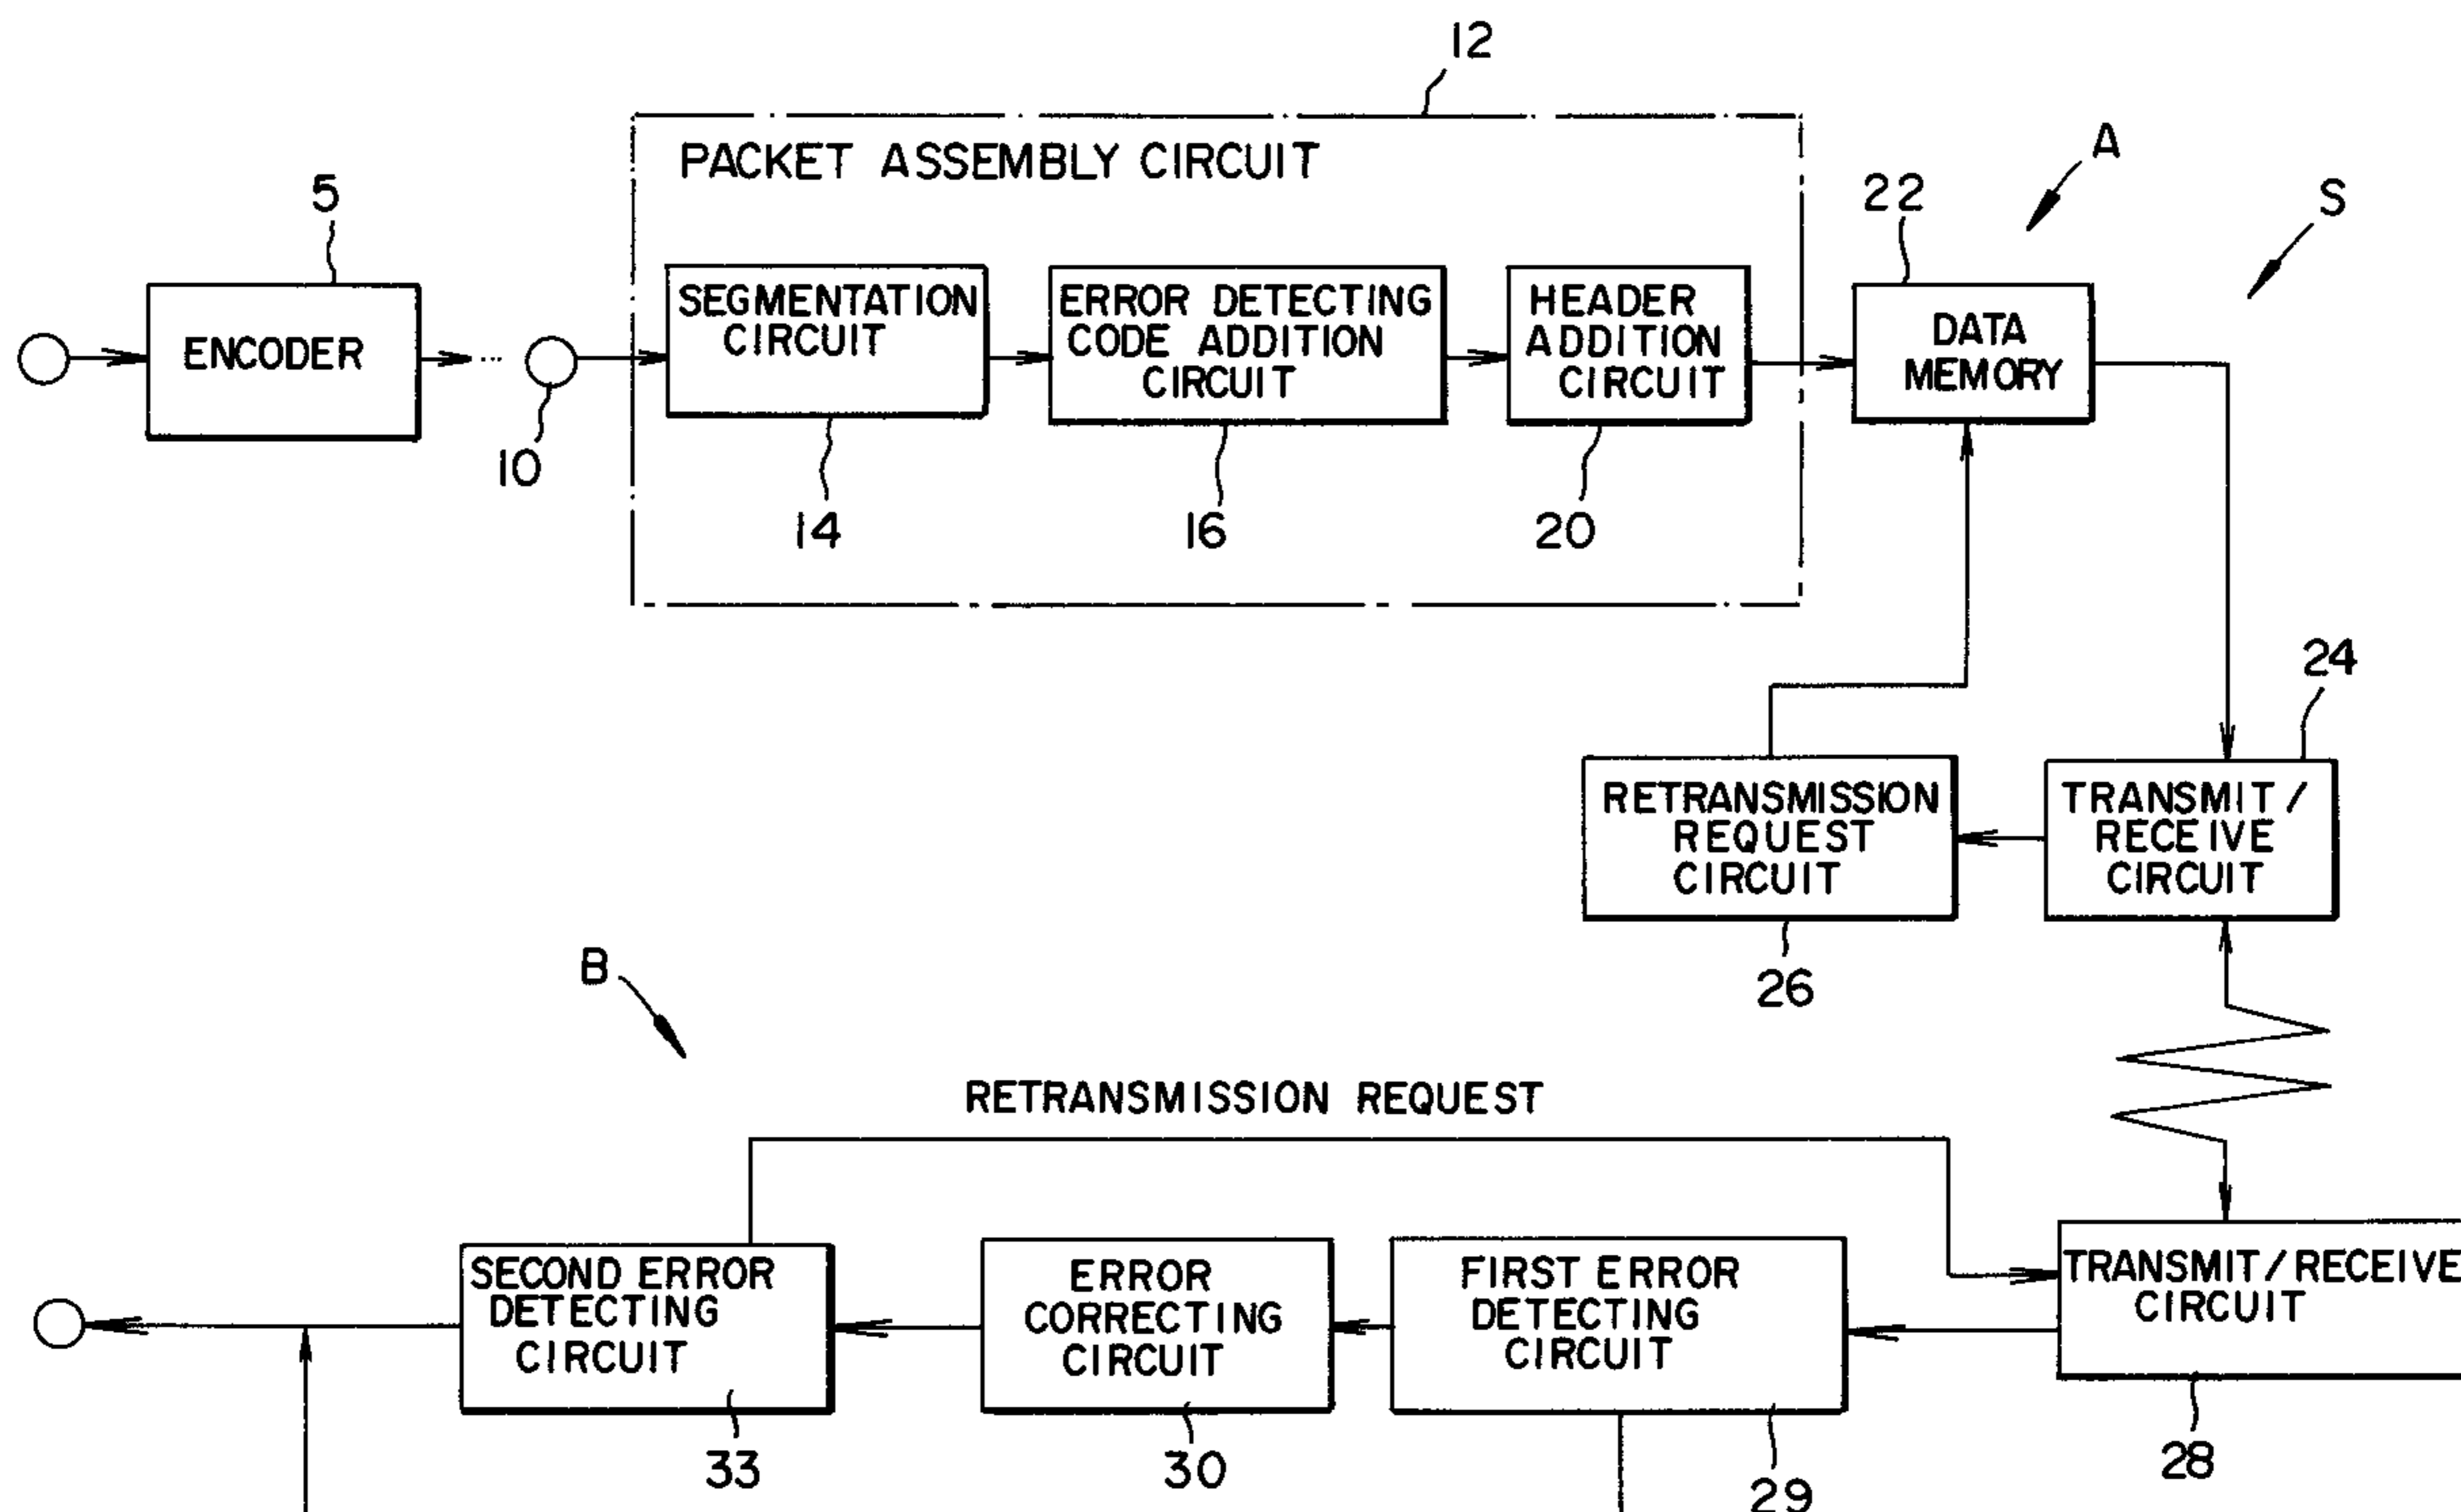 12
PACKET ASSEMBLY CIRCUIT
A
S
5
22
ENCODER
10
SEGMENTATION
CIRCUIT
14
ERROR DETECTING
CODE ADDITION
CIRCUIT
16
HEADER
ADDITION
CIRCUIT
20
DATA
MEMORY
24
RETRANSMISSION
REQUEST
CIRCUIT
26
TRANSMIT/
RECEIVE
CIRCUIT
B
RETRANSMISSION REQUEST
SECOND ERROR
DETECTING
CIRCUIT
33
ERROR
CORRECTING
CIRCUIT
30
FIRST ERROR
DETECTING
CIRCUIT
29
TRANSMIT/RECEIVE
CIRCUIT
28